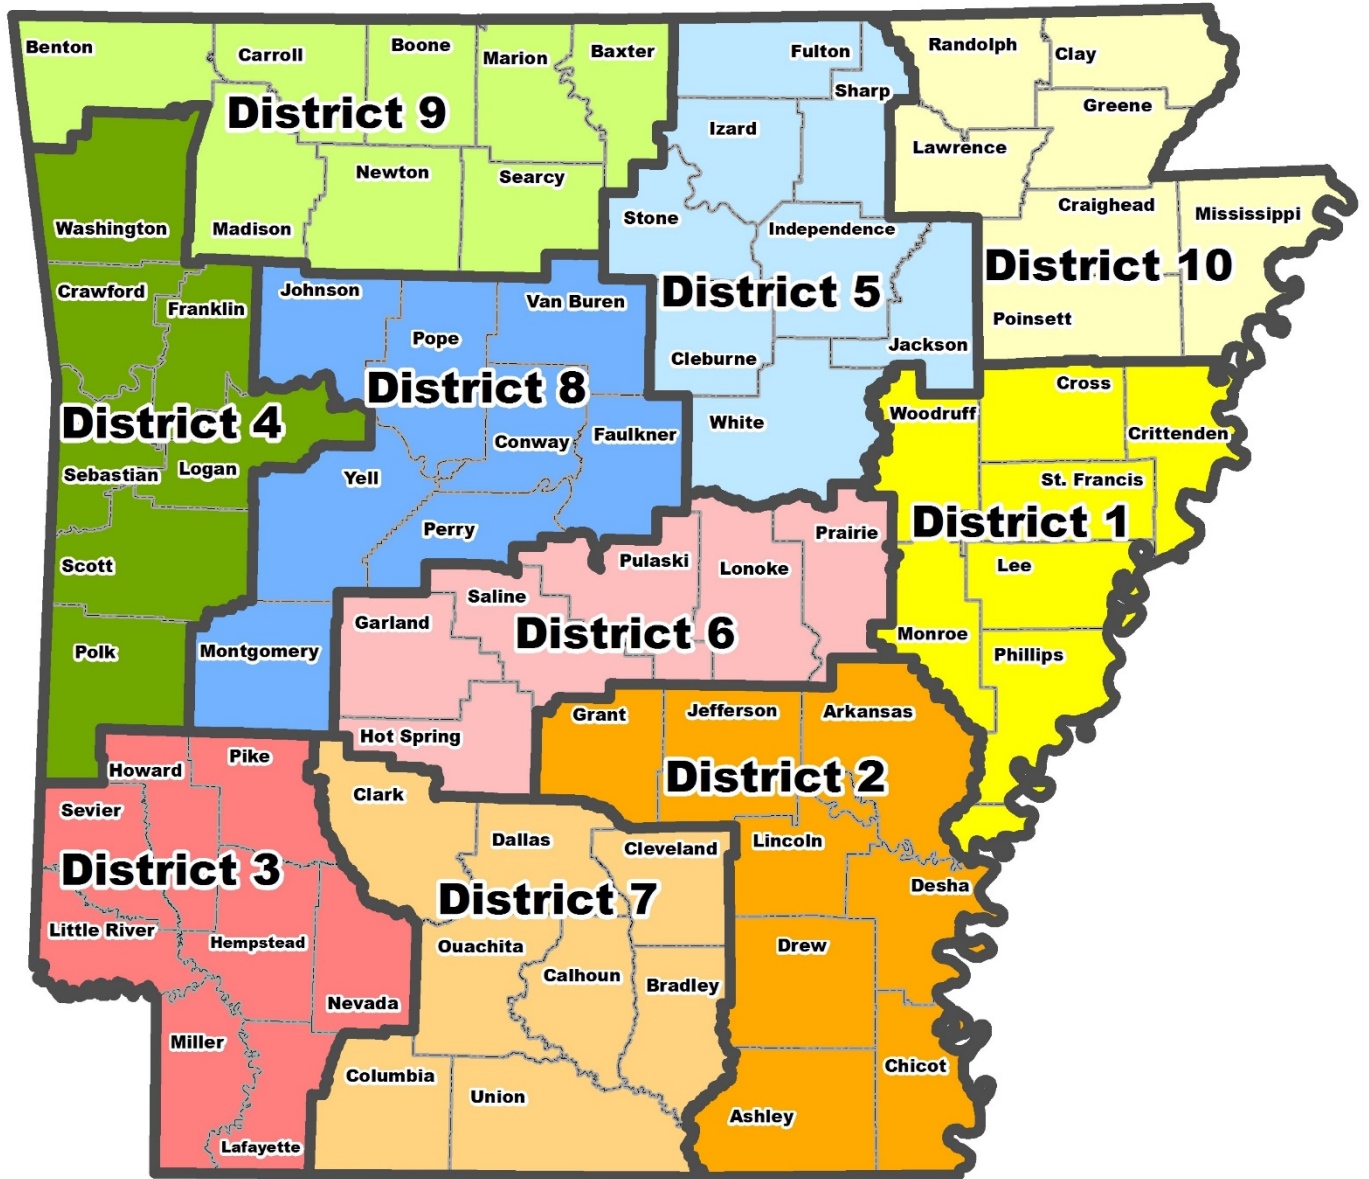 Benton
Carroll
Boone
Marion
Baxter
Fulton
Sharp
Randolph
Clay
Greene
District 9
Izard
Lawrence
Newton
Searcy
Washington
Madison
Stone
Independence
Craighead
Mississippi
District 10
Crawford
Franklin
Johnson
Van Buren
District 5
Poinsett
Pope
Cleburne
Jackson
District 8
Cross
Woodruff
Crittenden
District 4
White
Conway
Faulkner
Sebastian
Logan
Yell
St. Francis
District 1
Perry
Prairie
Scott
Pulaski
Lonoke
Lee
Saline
Garland
District 6
Monroe
Polk
Montgomery
Phillips
Grant
Jefferson
Arkansas
Hot Spring
Pike
Howard
District 2
Clark
Sevier
Dallas
Cleveland
Lincoln
District 3
Desha
District 7
Little River
Hempstead
Ouachita
Drew
Calhoun
Bradley
Nevada
Miller
Columbia
Chicot
Union
Ashley
Lafayette